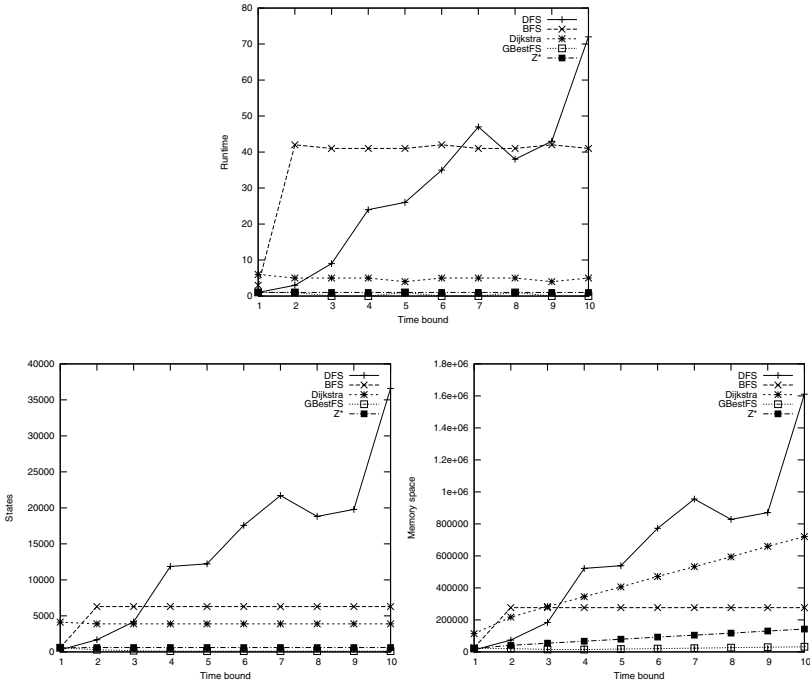 80
70
60
50
40
30
20
10
0
Runtime
1 2 3 4 5 6 7 8 9 10
Time bound
DFS
BFS
Dijkstra
GBestFS
Z*
40000
35000
30000
25000
20000
15000
10000
5000
0
States
1 2 3 4 5 6 7 8 9 10
Time bound
DFS
BFS
Dijkstra
GBestFS
Z*
1.8e+06
1.6e+06
1.4e+06
1.2e+06
1e+06
800000
600000
400000
200000
0
Memory space
1 2 3 4 5 6 7 8 9 10
Time bound
DFS
BFS
Dijkstra
GBestFS
Z*